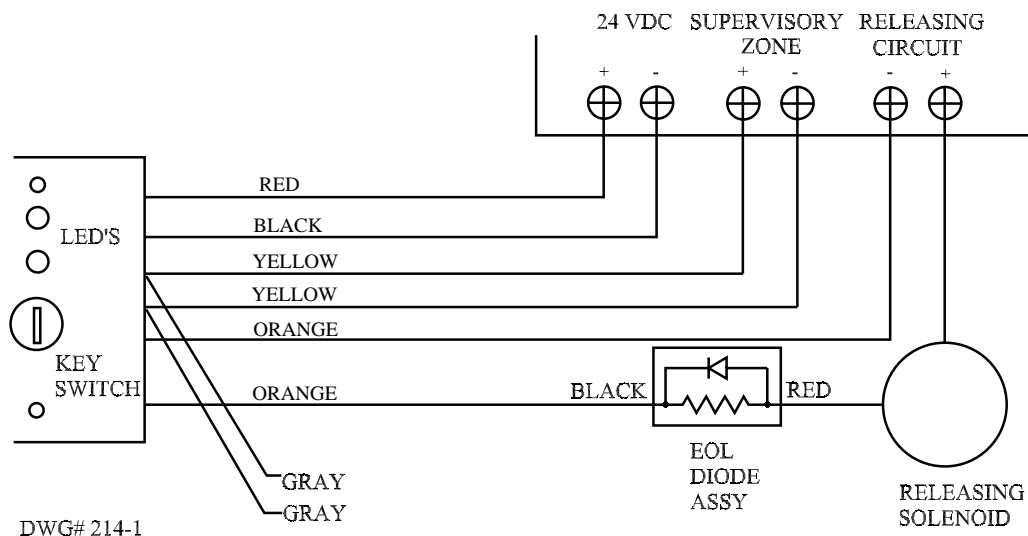 24 VDC SUPERVISORY ZONE RELEASING CIRCUIT
+ - + - - +
RED
BLACK
LED'S
YELLOW
YELLOW
ORANGE
KEY
SWITCH
ORANGE
BLACK
RED
EOL
DIODE
ASSY
GRAY
GRAY
RELEASING
SOLENOID
DWG# 214-1